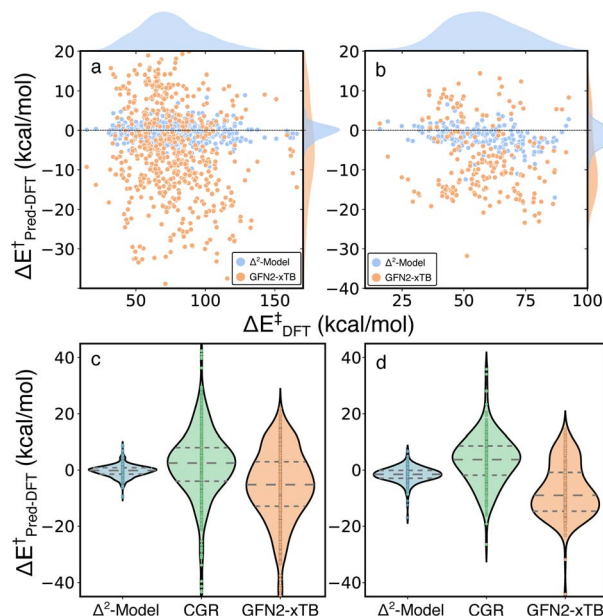 a
b
20
10
0
-10
-20
-30
ΔE†Pred-DFT (kcal/mol)
Δ²-Model
GFN2-xTB
50
100
150
20
10
0
-10
-20
-30
-40
Δ²-Model
GFN2-xTB
25
50
75
100
ΔE‡DFT (kcal/mol)
c
d
40
20
0
-20
-40
ΔE†Pred-DFT (kcal/mol)
Δ²-Model
CGR
GFN2-xTB
40
20
0
-20
-40
Δ²-Model
CGR
GFN2-xTB